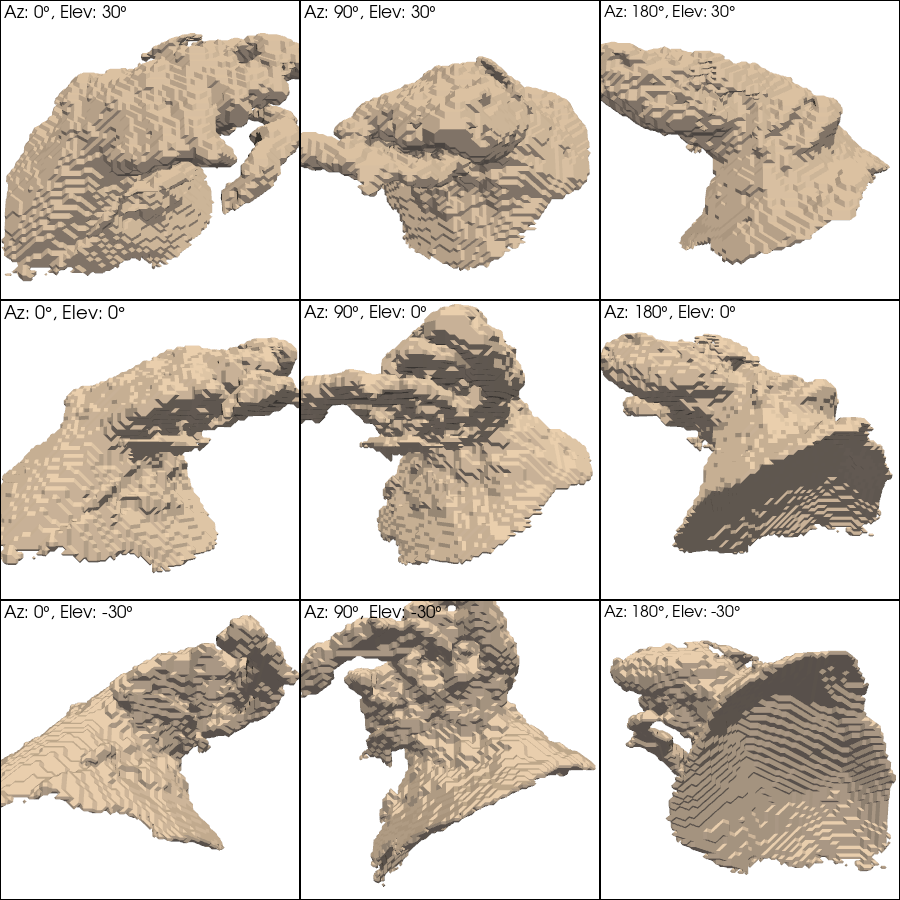 Az: 0°, Elev: 30°
Az: 90°, Elev: 30°
Az: 180°, Elev: 30°
Az: 0°, Elev: 0°
Az: 90°, Elev: 0°
Az: 180°, Elev: 0°
Az: 0°, Elev: -30°
Az: 90°, Elev: -30°
Az: 180°, Elev: -30°